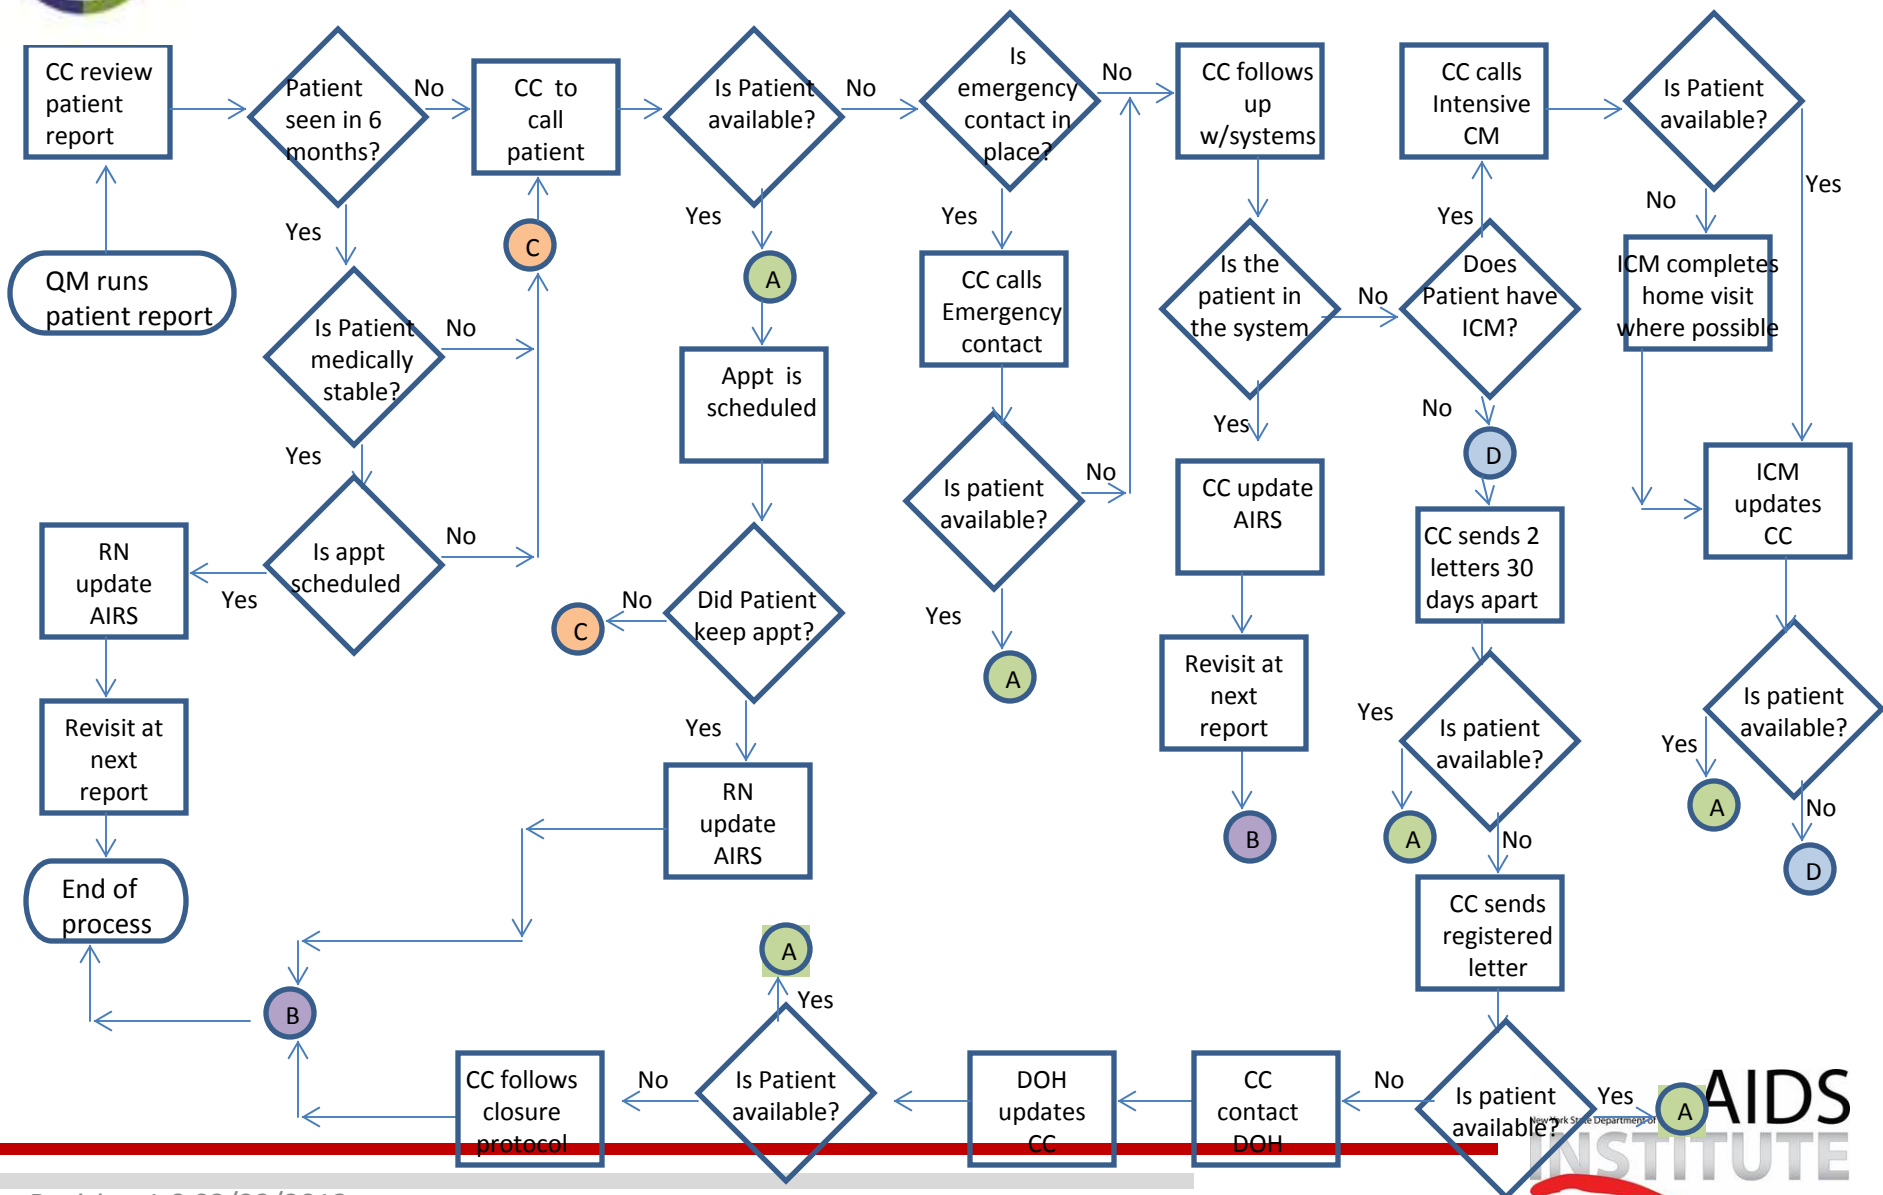 CC review
patient
report
Patient
seen in 6
months?
No
CC to
call
patient
Is Patient
available?
No
Is
emergency
contact in
place?
No
CC follows
up
w/systems
CC calls
Intensive
CM
Is Patient
available?
Yes
No
Yes
C
QM runs
patient report
Yes
A
Yes
CC calls
Emergency
contact
Is the
patient in
the system
No
Yes
Does
Patient have
ICM?
ICM completes
home visit
where possible
Is Patient
medically
stable?
No
Appt is
scheduled
Yes
No
D
Yes
Is appt
scheduled
No
Yes
RN
update
AIRS
Is patient
available?
No
CC update
AIRS
CC sends 2
letters 30
days apart
ICM
updates
CC
C
No
Did Patient
keep appt?
Yes
A
Revisit at
next
report
Revisit at
next
report
Yes
Is patient
available?
Is patient
available?
Yes
A
No
D
Yes
RN
update
AIRS
B
A
No
End of
process
CC sends
registered
letter
A
Yes
B
CC follows
closure
protocol
No
Is Patient
available?
DOH
updates
CC
CC
contact
DOH
No
Is patient
available?
Yes
A
New York State Department of
AIDS
INSTITUTE